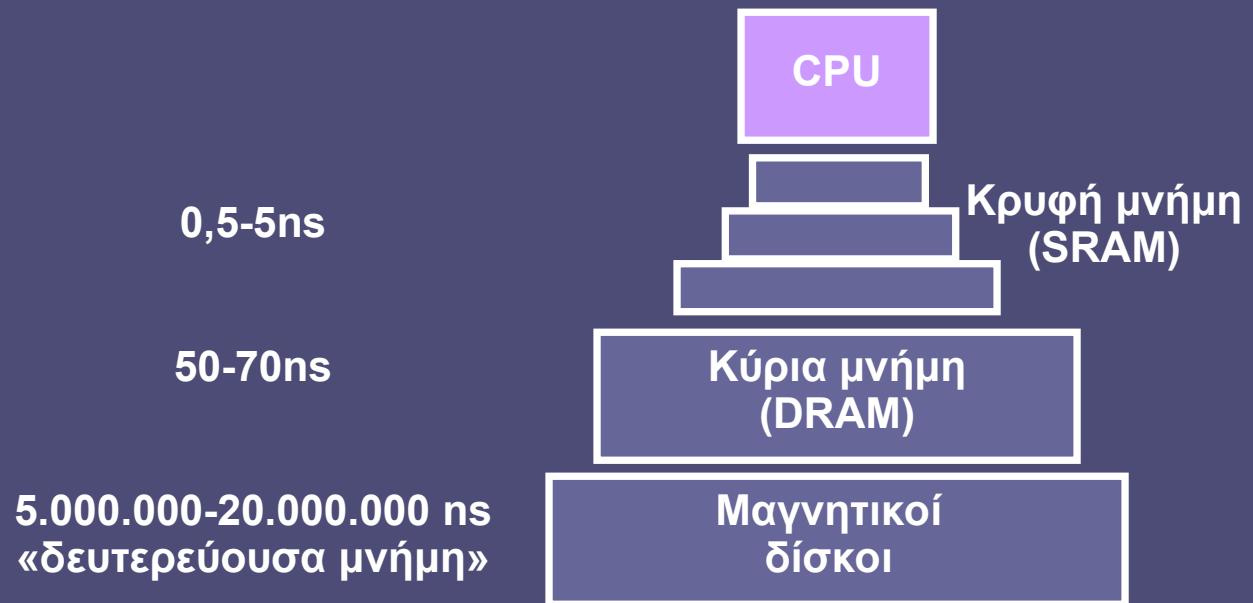 CPU
0,5-5ns
Κρυφή μνήμη
(SRAM)
50-70ns
Κύρια μνήμη
(DRAM)
5.000.000-20.000.000 ns
«δευτερεύουσα μνήμη»
Μαγνητικοί
δίσκοι